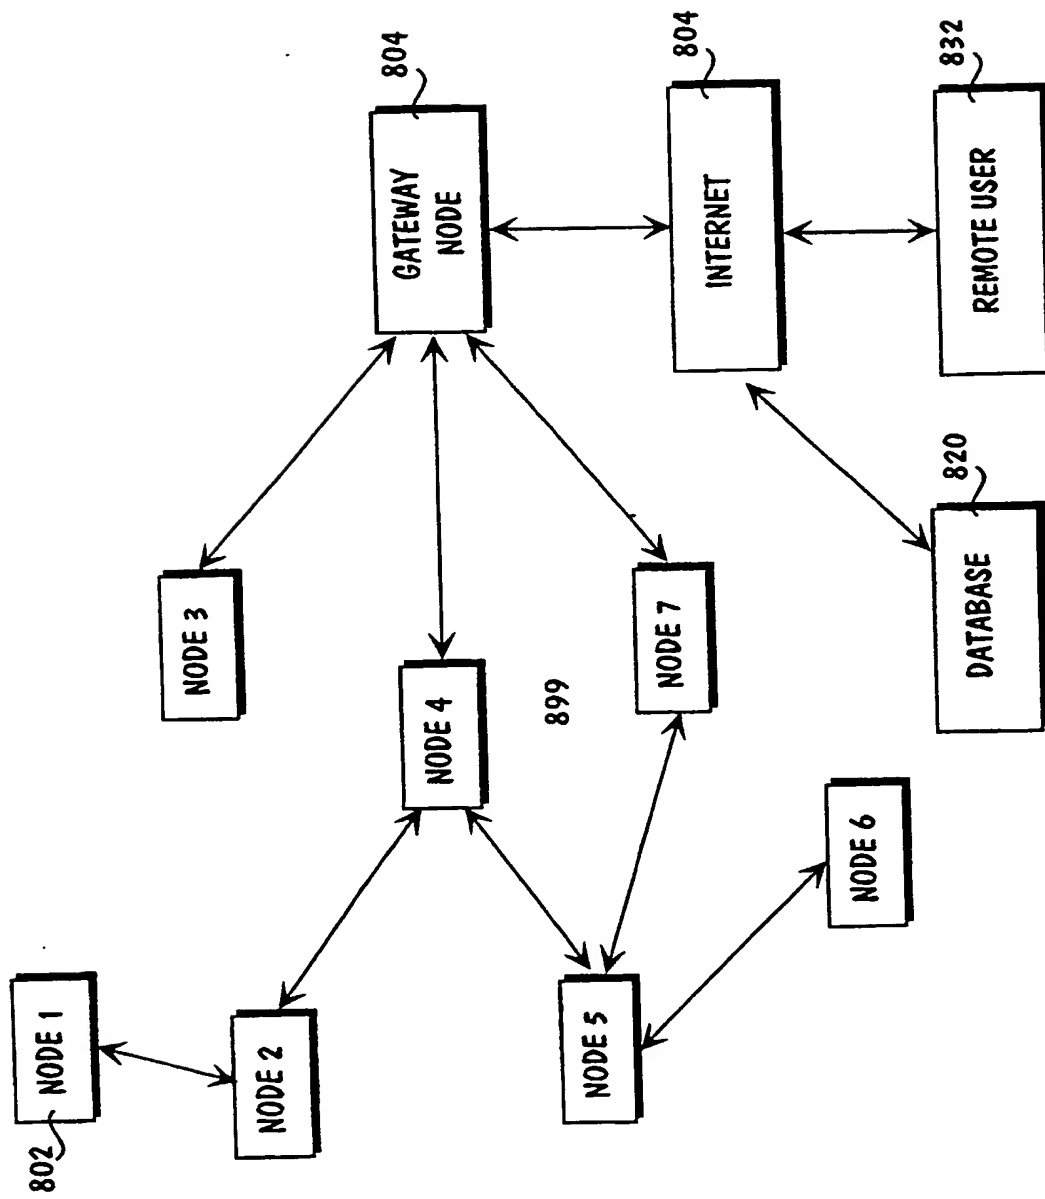 802
NODE 1
NODE 2
NODE 3
NODE 4
899
NODE 5
NODE 7
NODE 6
GATEWAY
NODE
804
INTERNET
804
DATABASE
820
REMOTE USER
832